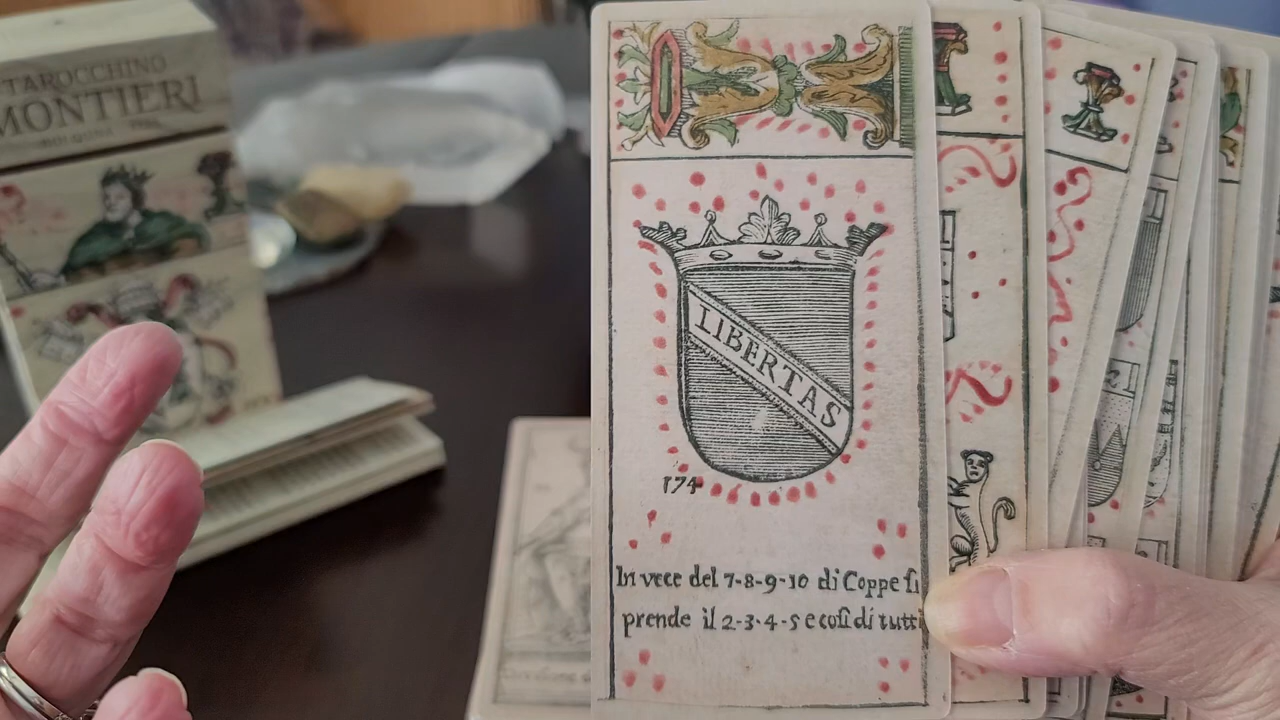 TAROCCHINO
MONTIERI
LIBERTAS
174
In vece del 7-8-9-10 di Coppe ſi
prende il 2-3-4-5 e coſi di tutti